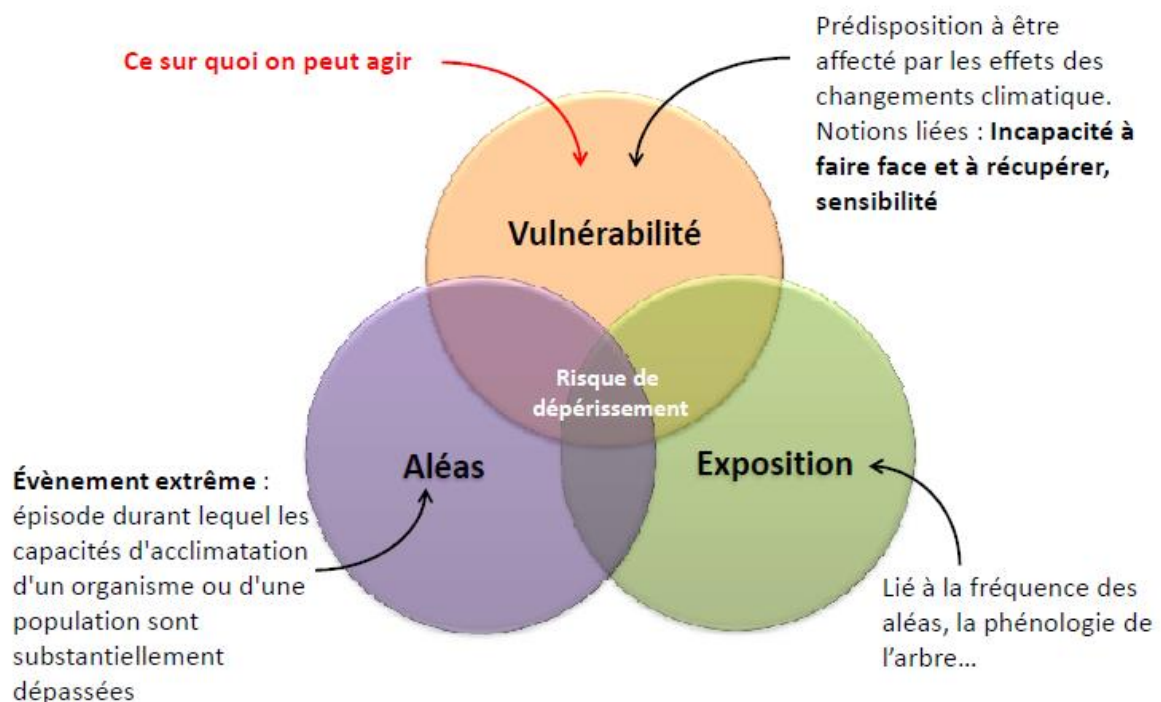 Ce sur quoi on peut agir
Prédisposition à être
affecté par les effets des
changements climatique.
Notions liées : Incapacité à
faire face et à récupérer,
sensibilité
Vulnérabilité
Risque de
dépérissement
Aléas
Exposition
Évènement extrême :
épisode durant lequel les
capacités d'acclimatation
d'un organisme ou d'une
population sont
substantiellement
dépassées
Lié à la fréquence des
aléas, la phénologie de
l’arbre…